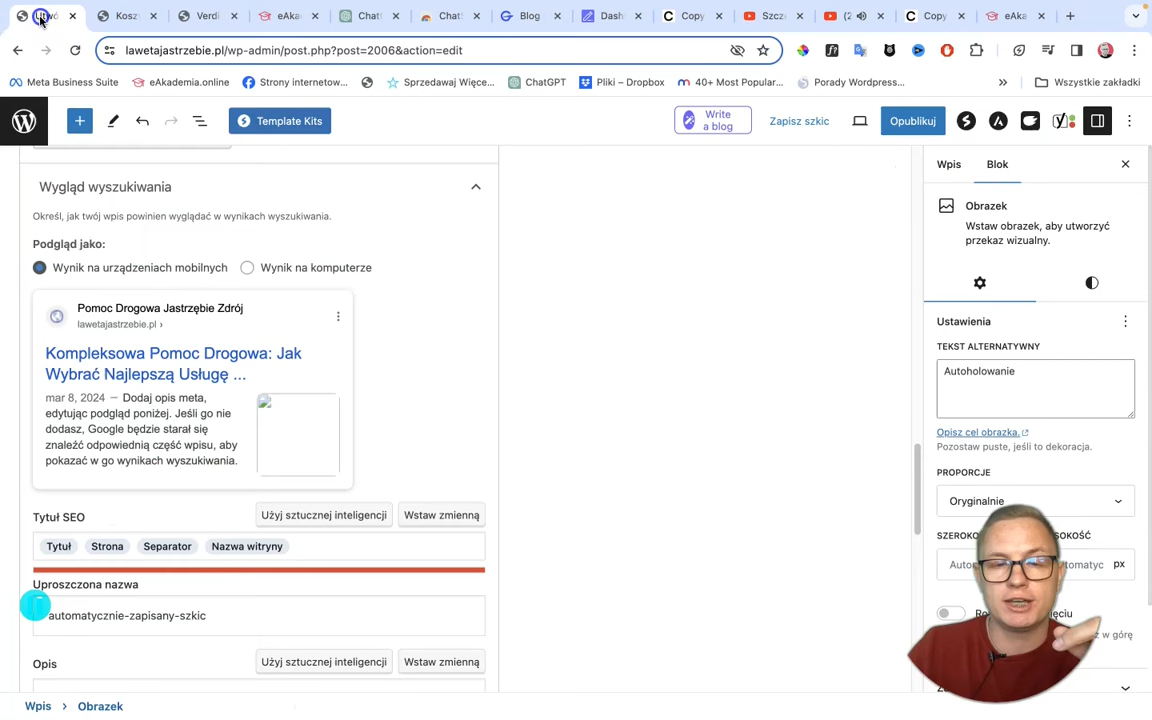 Utwó
Kosz
Verdi
eAka
Chat
Chat
Blog
Dash
Copy
Szcz
(2
Copy
eAka
lawetajastrzebie.pl/wp-admin/post.php?post=2006&action=edit
Meta Business Suite
eAkademia.online
Strony internetow...
Sprzedawaj Więce...
ChatGPT
Pliki – Dropbox
40+ Most Popular...
Porady Wordpress...
Wszystkie zakładki
Template Kits
Write
a blog
Zapisz szkic
Opublikuj
Wygląd wyszukiwania
Określ, jak twój wpis powinien wyglądać w wynikach wyszukiwania.
Podgląd jako:
Wynik na urządzeniach mobilnych
Wynik na komputerze
Pomoc Drogowa Jastrzębie Zdrój
lawetajastrzebie.pl ›
Kompleksowa Pomoc Drogowa: Jak
Wybrać Najlepszą Usługę ...
mar 8, 2024 — Dodaj opis meta,
edytując podgląd poniżej. Jeśli go nie
dodasz, Google będzie starał się
znaleźć odpowiednią część wpisu, aby
pokazać w go wynikach wyszukiwania.
Tytuł SEO
Użyj sztucznej inteligencji
Wstaw zmienną
Tytuł
Strona
Separator
Nazwa witryny
Uproszczona nazwa
automatycznie-zapisany-szkic
Opis
Użyj sztucznej inteligencji
Wstaw zmienną
Wpis > Obrazek
Wpis
Blok
Obrazek
Wstaw obrazek, aby utworzyć
przekaz wizualny.
Ustawienia
TEKST ALTERNATYWNY
Autoholowanie
Opisz cel obrazka.
Pozostaw puste, jeśli to dekoracja.
PROPORCJE
Oryginalnie
px
z w górę